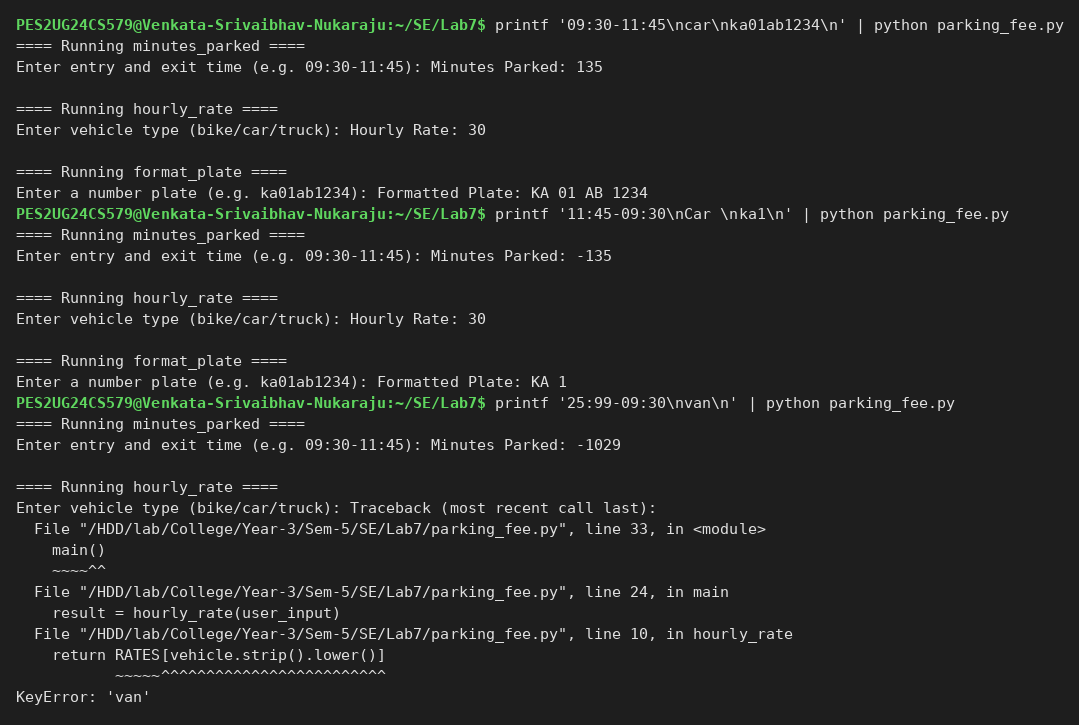 PES2UG24CS579@Venkata-Srivaibhav-Nukaraju:~/SE/Lab7$ printf '09:30-11:45\ncar\nka01ab1234\n' | python parking_fee.py
==== Running minutes_parked ====
Enter entry and exit time (e.g. 09:30-11:45): Minutes Parked: 135

==== Running hourly_rate ====
Enter vehicle type (bike/car/truck): Hourly Rate: 30

==== Running format_plate ====
Enter a number plate (e.g. ka01ab1234): Formatted Plate: KA 01 AB 1234
PES2UG24CS579@Venkata-Srivaibhav-Nukaraju:~/SE/Lab7$ printf '11:45-09:30\nCar \nka1\n' | python parking_fee.py
==== Running minutes_parked ====
Enter entry and exit time (e.g. 09:30-11:45): Minutes Parked: -135

==== Running hourly_rate ====
Enter vehicle type (bike/car/truck): Hourly Rate: 30

==== Running format_plate ====
Enter a number plate (e.g. ka01ab1234): Formatted Plate: KA 1
PES2UG24CS579@Venkata-Srivaibhav-Nukaraju:~/SE/Lab7$ printf '25:99-09:30\nvan\n' | python parking_fee.py
==== Running minutes_parked ====
Enter entry and exit time (e.g. 09:30-11:45): Minutes Parked: -1029

==== Running hourly_rate ====
Enter vehicle type (bike/car/truck): Traceback (most recent call last):
  File "/HDD/lab/College/Year-3/Sem-5/SE/Lab7/parking_fee.py", line 33, in <module>
    main()
    ~~~~^^
  File "/HDD/lab/College/Year-3/Sem-5/SE/Lab7/parking_fee.py", line 24, in main
    result = hourly_rate(user_input)
  File "/HDD/lab/College/Year-3/Sem-5/SE/Lab7/parking_fee.py", line 10, in hourly_rate
    return RATES[vehicle.strip().lower()]
           ~~~~~^^^^^^^^^^^^^^^^^^^^^^^^^
KeyError: 'van'